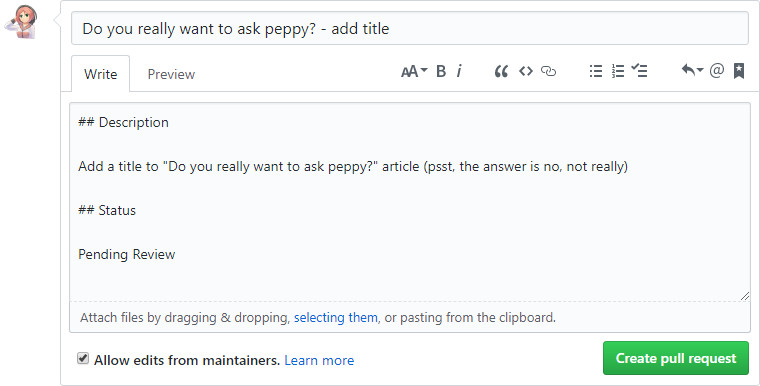 Do you really want to ask peppy? - add title
Write Preview AA B i @
## Description
Add a title to "Do you really want to ask peppy?" article (psst, the answer is no, not really)
## Status
Pending Review
Attach files by dragging & dropping, selecting them, or pasting from the clipboard.
Allow edits from maintainers. Learn more Create pull request